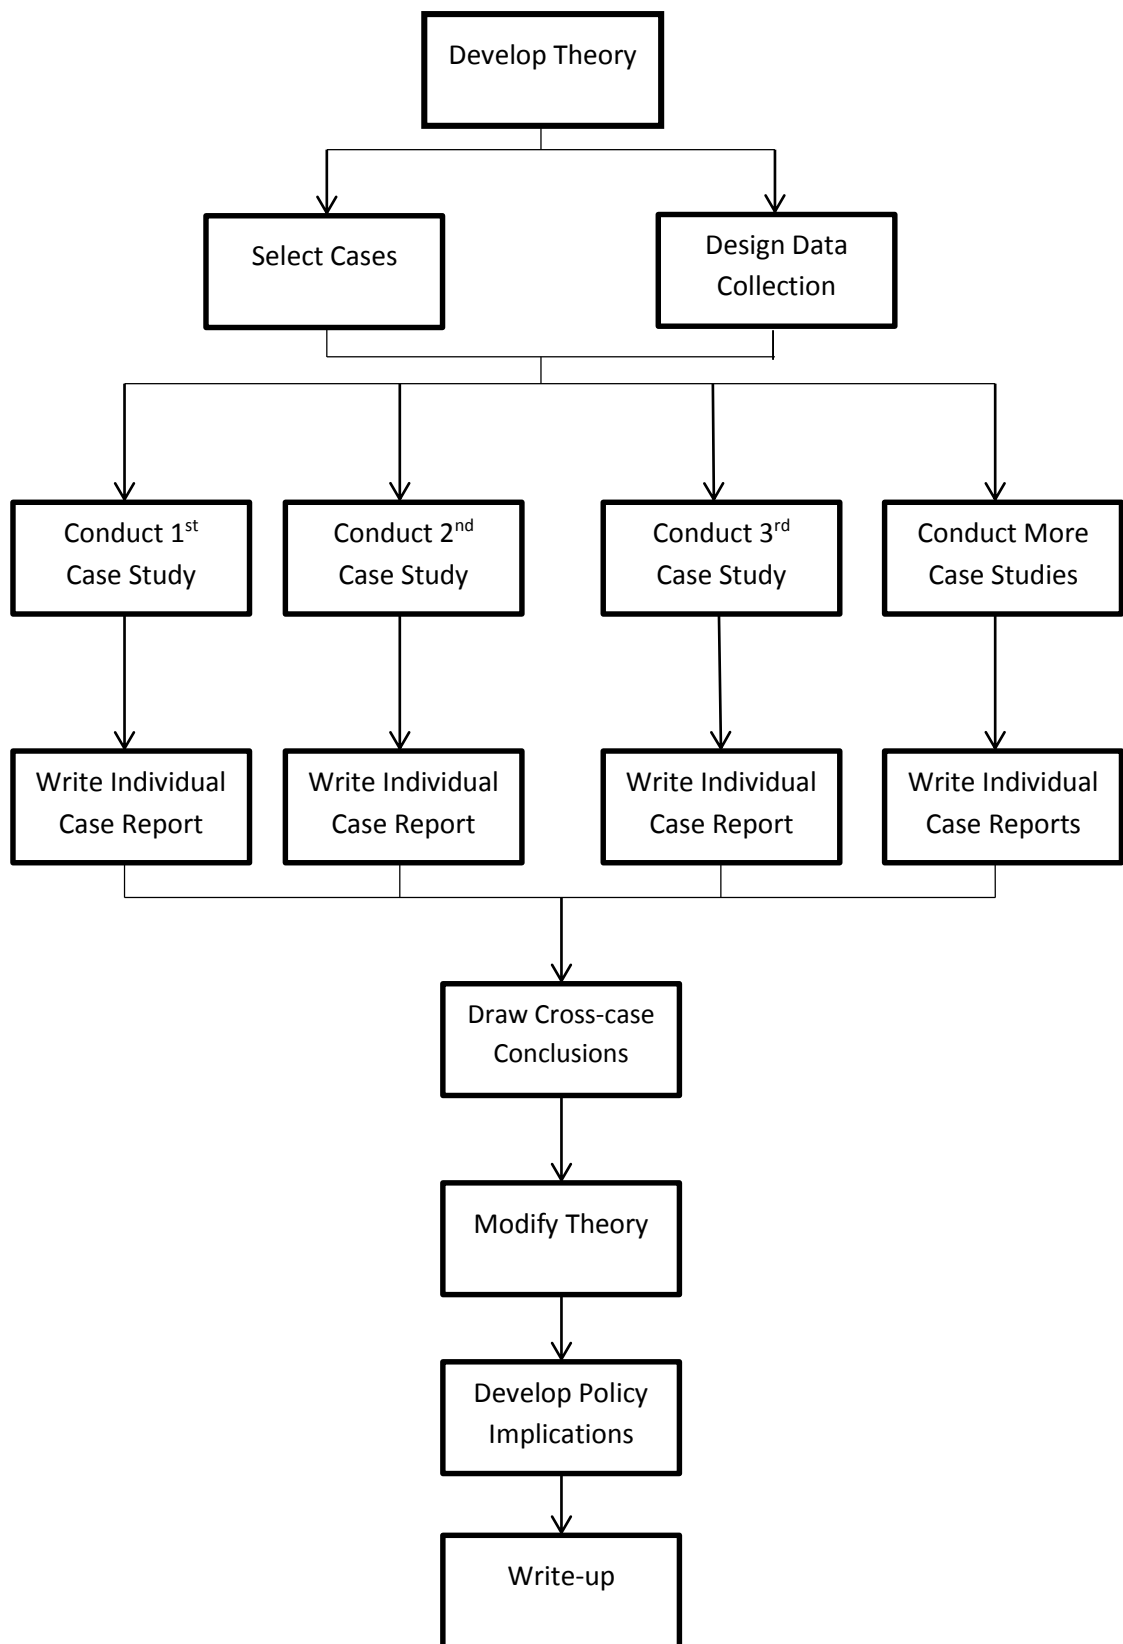 Develop Theory
Select Cases
Design Data
Collection
Conduct 1st
Case Study
Conduct 2nd
Case Study
Conduct 3rd
Case Study
Conduct More
Case Studies
Write Individual
Case Report
Write Individual
Case Report
Write Individual
Case Report
Write Individual
Case Reports
Draw Cross-case
Conclusions
Modify Theory
Develop Policy
Implications
Write-up